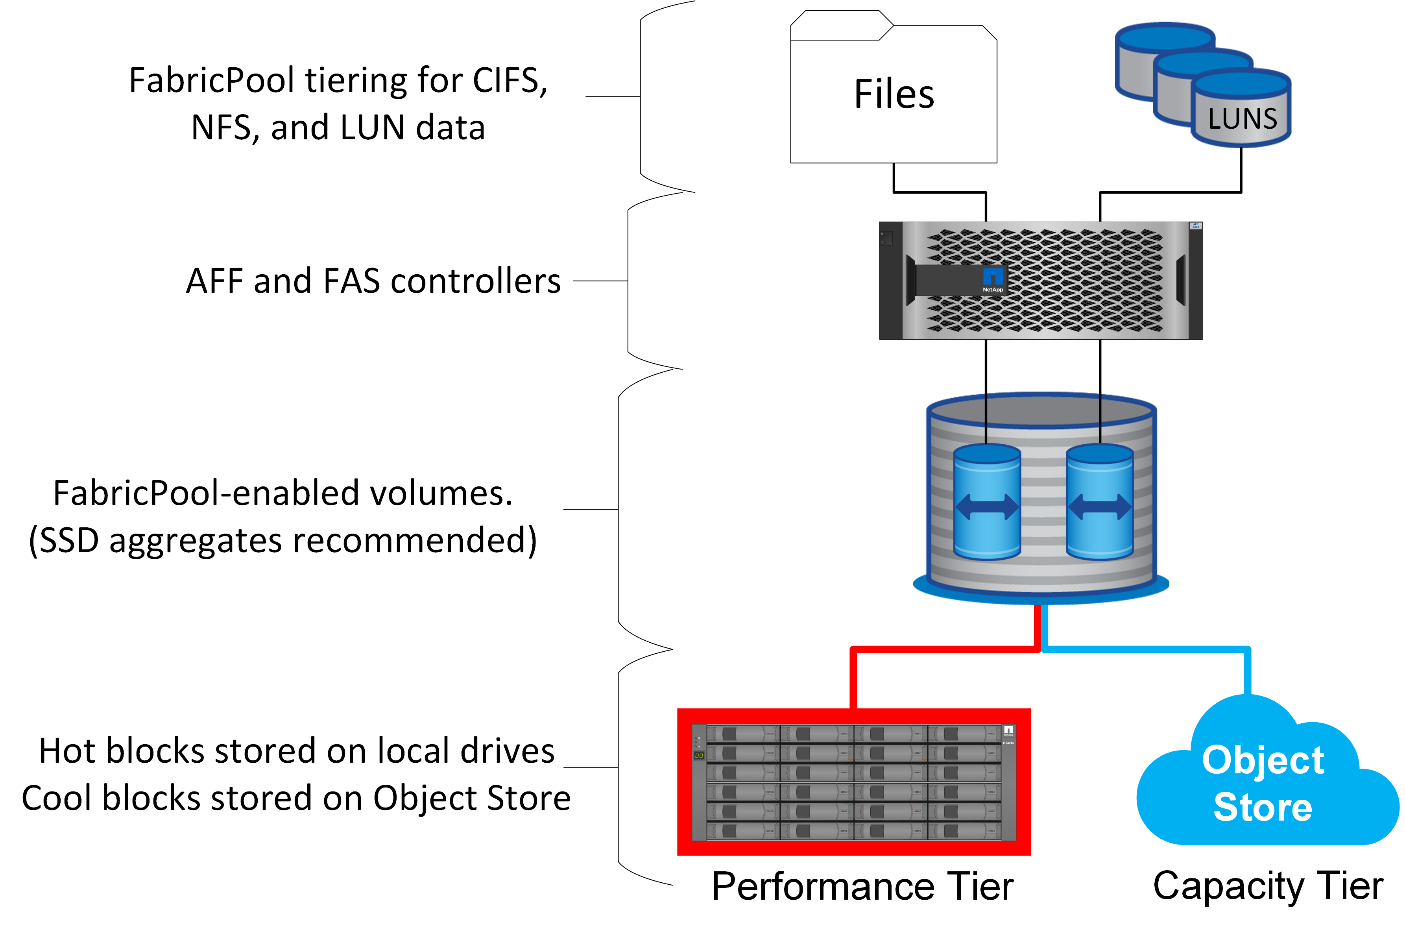 FabricPool tiering for CIFS,
NFS, and LUN data
Files
LUNS
AFF and FAS controllers
NetApp
FabricPool-enabled volumes.
(SSD aggregates recommended)
Hot blocks stored on local drives
Cool blocks stored on Object Store
Object
Store
Performance Tier
Capacity Tier